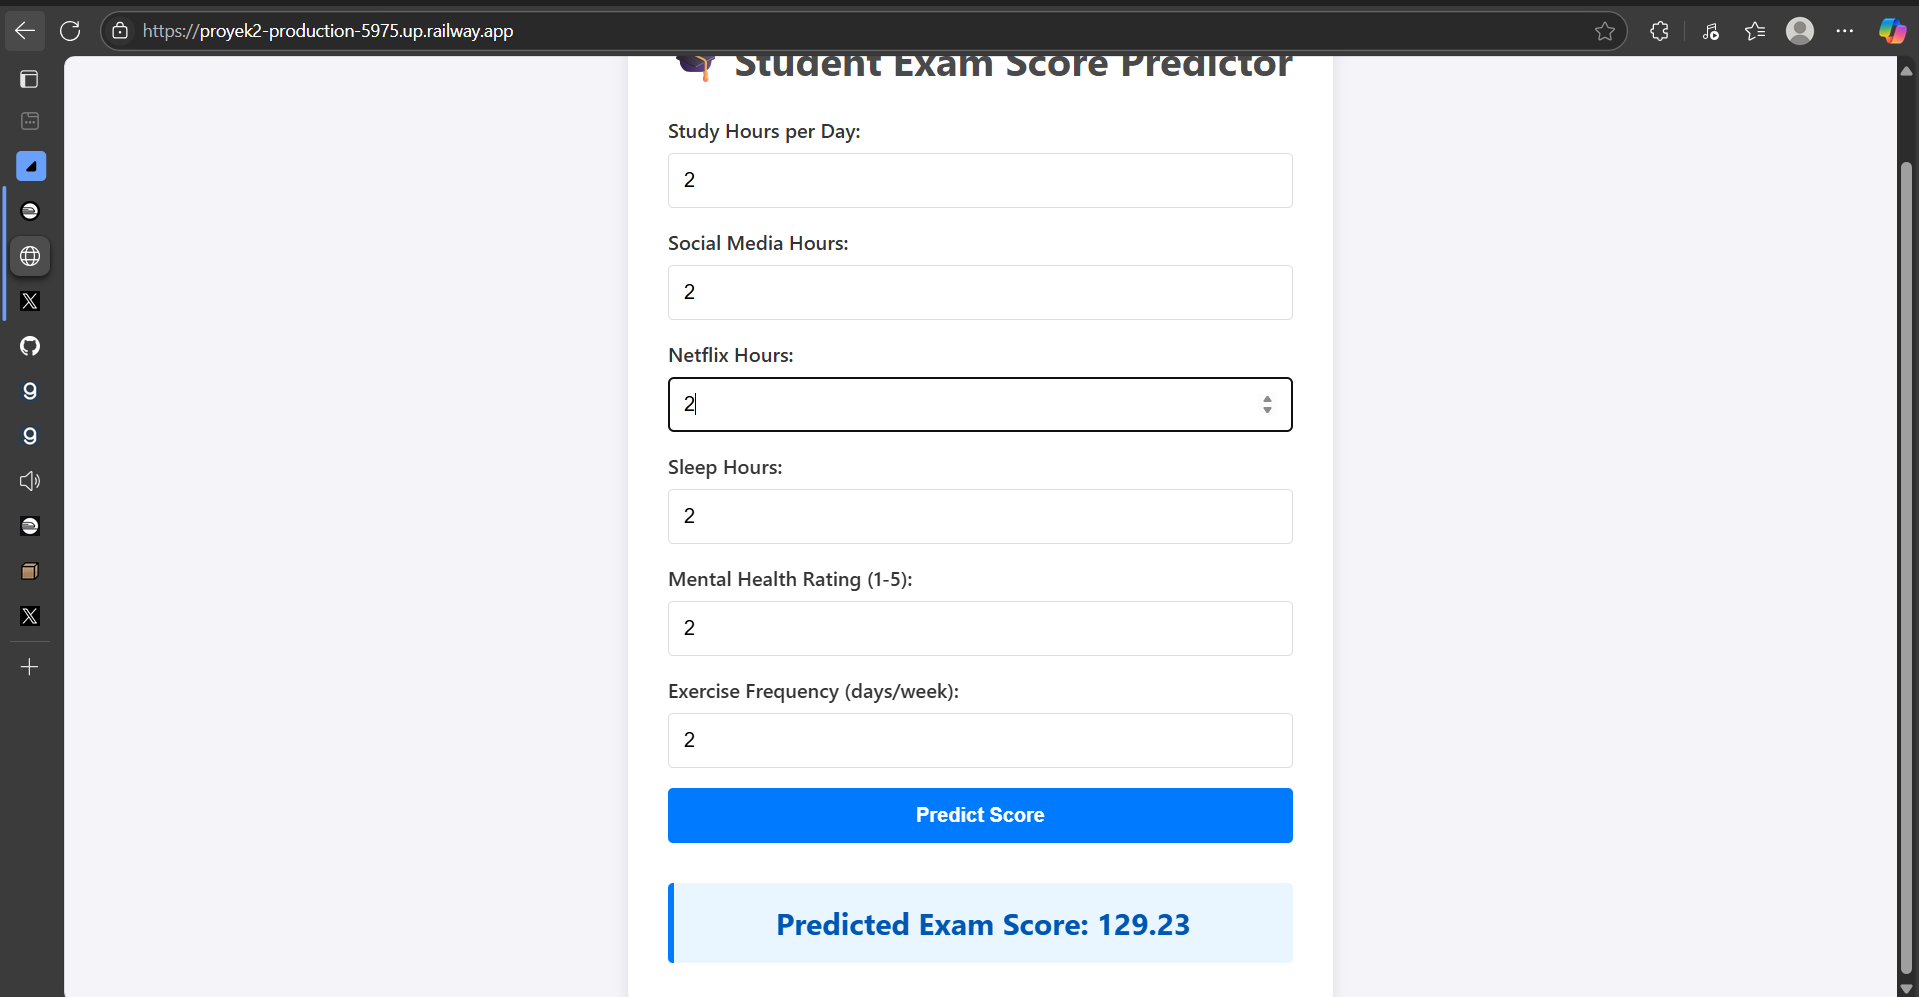 https://proyek2-production-5975.up.railway.app
Student Exam Score Predictor
Study Hours per Day:
2
Social Media Hours:
2
Netflix Hours:
2
Sleep Hours:
2
Mental Health Rating (1-5):
2
Exercise Frequency (days/week):
2
Predict Score
Predicted Exam Score: 129.23